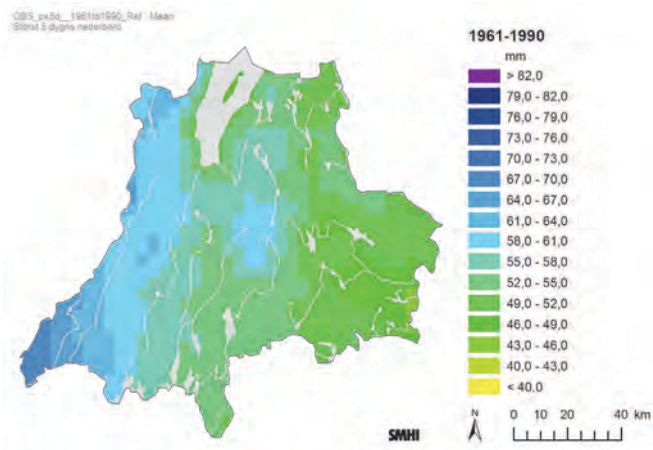 OBS_ps5d__1961to1990_Ref : Mean
Störst 5 dygns nederbörd
1961-1990
mm
> 82,0
79,0 - 82,0
76,0 - 79,0
73,0 - 76,0
70,0 - 73,0
67,0 - 70,0
64,0 - 67,0
61,0 - 64,0
58,0 - 61,0
55,0 - 58,0
52,0 - 55,0
49,0 - 52,0
46,0 - 49,0
43,0 - 46,0
40,0 - 43,0
< 40,0
N
0 10 20 40 km
SMHI